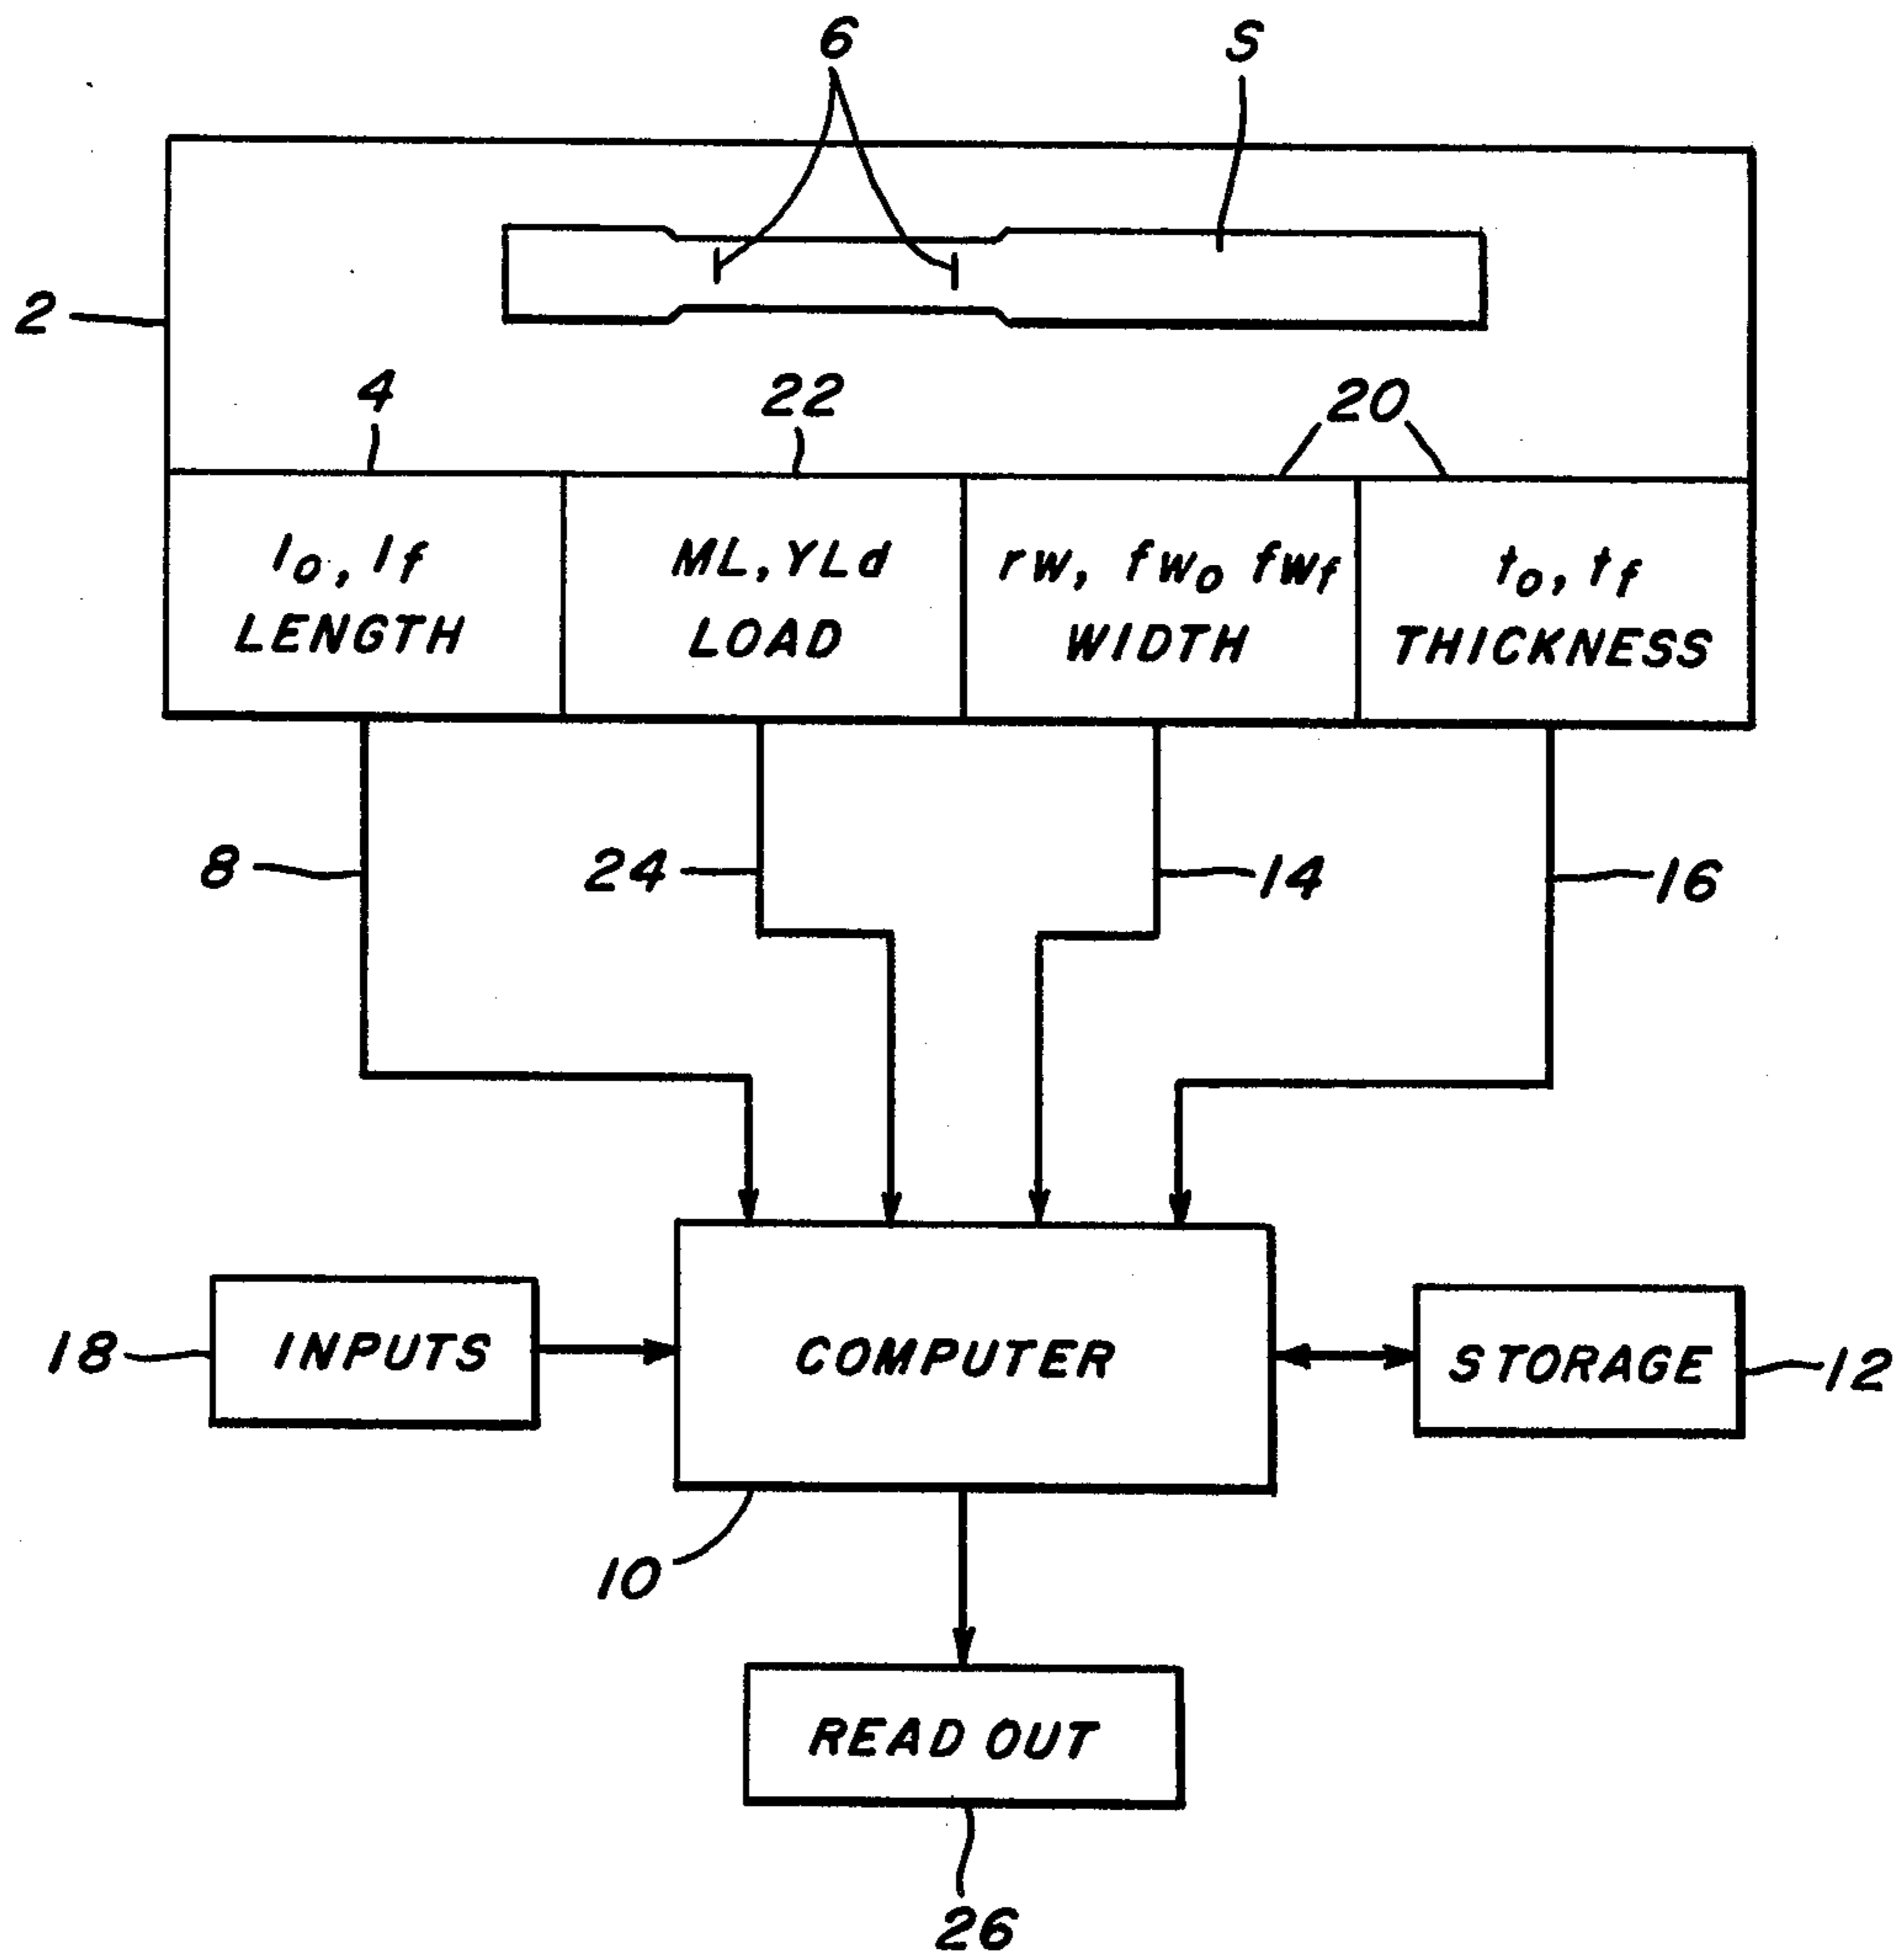 6
S
2
4
22
20
lo, lf
LENGTH
ML, YLd
LOAD
rw, fwo fwf
WIDTH
to, tf
THICKNESS
8
24
14
16
18
INPUTS
COMPUTER
STORAGE
12
10
READ OUT
26